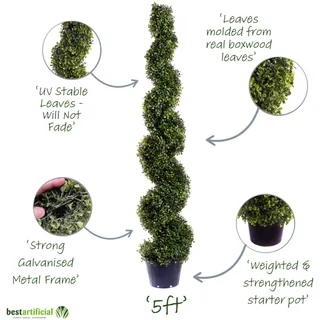 'Leaves
molded from
real boxwood
leaves'
'UV Stable
Leaves -
Will Not
Fade'
'Strong
Galvanised
Metal Frame'
'Weighted &
strengthened
starter pot'
'5ft'
bestartificial